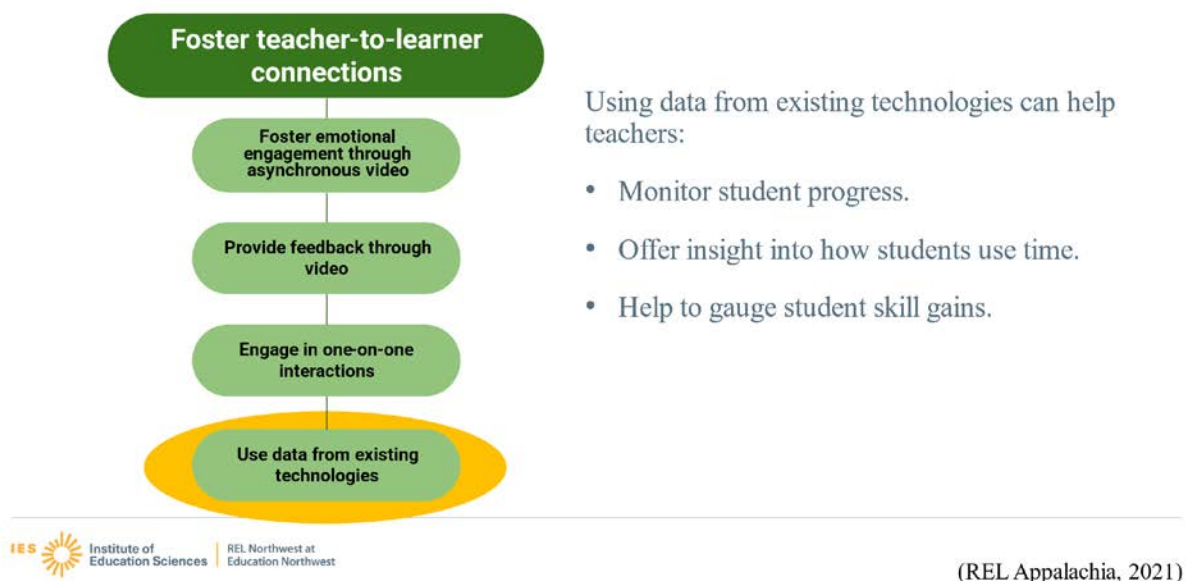 Foster teacher-to-learner
connections
Foster emotional
engagement through
asynchronous video
Provide feedback through
video
Engage in one-on-one
interactions
Use data from existing
technologies
Using data from existing technologies can help
teachers:
• Monitor student progress.
• Offer insight into how students use time.
• Help to gauge student skill gains.
IES
Institute of
Education Sciences
REL Northwest at
Education Northwest
(REL Appalachia, 2021)